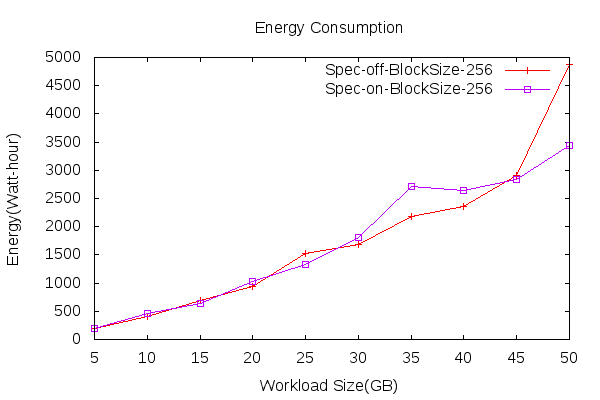 Energy Consumption
Spec-off-BlockSize-256
Spec-on-BlockSize-256
Energy(Watt-hour)
5000
4500
4000
3500
3000
2500
2000
1500
1000
500
0
5 10 15 20 25 30 35 40 45 50
Workload Size(GB)